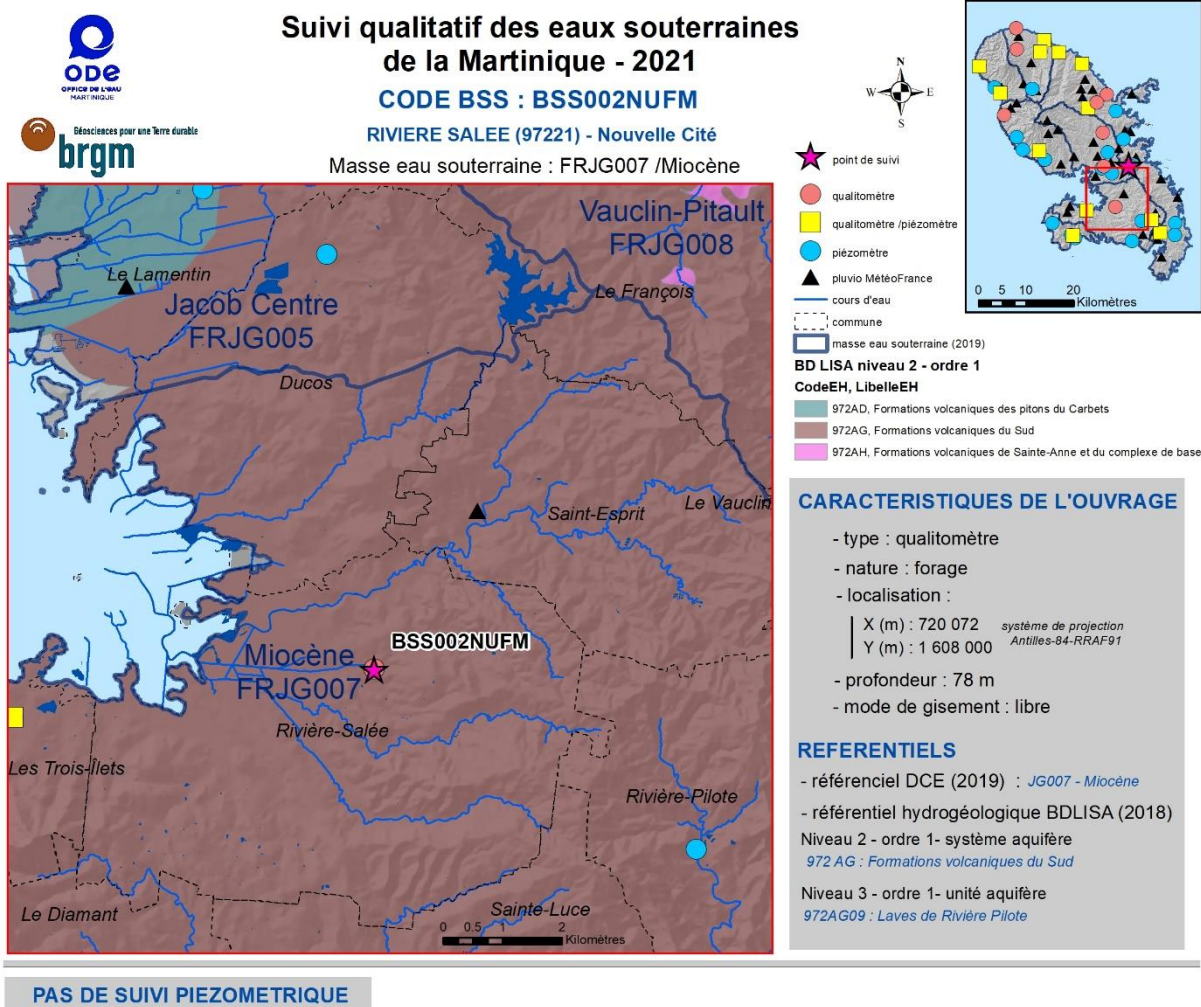 ODE
OFFICE DE L'EAU
MARTINIQUE
Géosciences pour une Terre durable
brgm
Suivi qualitatif des eaux souterraines
de la Martinique - 2021
CODE BSS : BSS002NUFM
RIVIERE SALEE (97221) - Nouvelle Cité
Masse eau souterraine : FRJG007 /Miocène
N
W E
S
point de suivi
qualitomètre
qualitomètre /piézomètre
piézomètre
pluvio MétéoFrance
cours d'eau
commune
masse eau souterraine (2019)
BD LISA niveau 2 - ordre 1
CodeEH, LibelleEH
972AD, Formations volcaniques des pitons du Carbets
972AG, Formations volcaniques du Sud
972AH, Formations volcaniques de Sainte-Anne et du complexe de base
0 5 10 20
Kilomètres
Vauclin-Pitault
FRJG008
Le Lamentin
Le François
Jacob Centre
FRJG005
Ducos
Saint-Esprit
Le Vauclin
BSS002NUFM
Miocène
FRJG007
Rivière-Salée
Les Trois-Îlets
Rivière-Pilote
Le Diamant
Sainte-Luce
0 0.5 1 2
Kilomètres
CARACTERISTIQUES DE L'OUVRAGE
- type : qualitomètre
- nature : forage
- localisation :
X (m) : 720 072
Y (m) : 1 608 000
système de projection
Antilles-84-RRAF91
- profondeur : 78 m
- mode de gisement : libre
REFERENTIELS
- référenciel DCE (2019) : JG007 - Miocène
- référentiel hydrogéologique BDLISA (2018)
Niveau 2 - ordre 1- système aquifère
972 AG : Formations volcaniques du Sud
Niveau 3 - ordre 1- unité aquifère
972AG09 : Laves de Rivière Pilote
PAS DE SUIVI PIEZOMETRIQUE